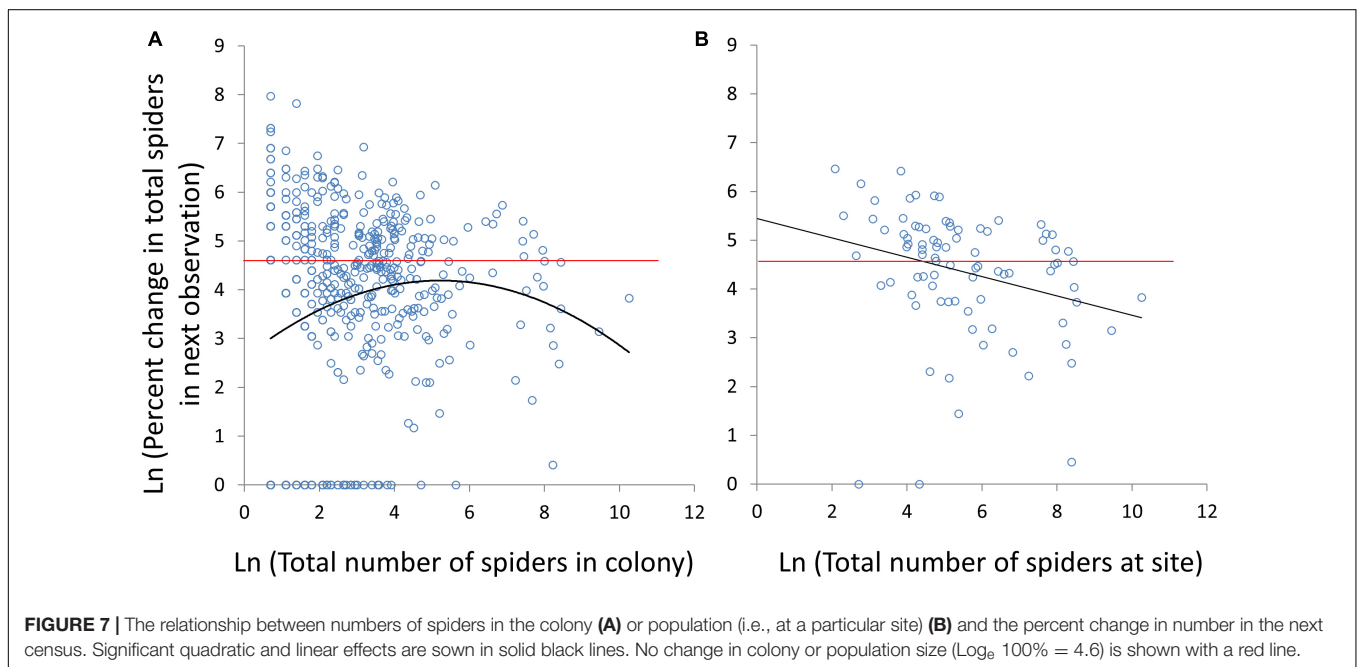 A
B
Ln (Percent change in total spiders
in next observation)
9
8
7
6
5
4
3
2
1
0
0 2 4 6 8 10 12
Ln (Total number of spiders in colony)
9
8
7
6
5
4
3
2
1
0
0 2 4 6 8 10 12
Ln (Total number of spiders at site)
FIGURE 7 | The relationship between numbers of spiders in the colony (A) or population (i.e., at a particular site) (B) and the percent change in number in the next
census. Significant quadratic and linear effects are sown in solid black lines. No change in colony or population size (Loge 100% = 4.6) is shown with a red line.